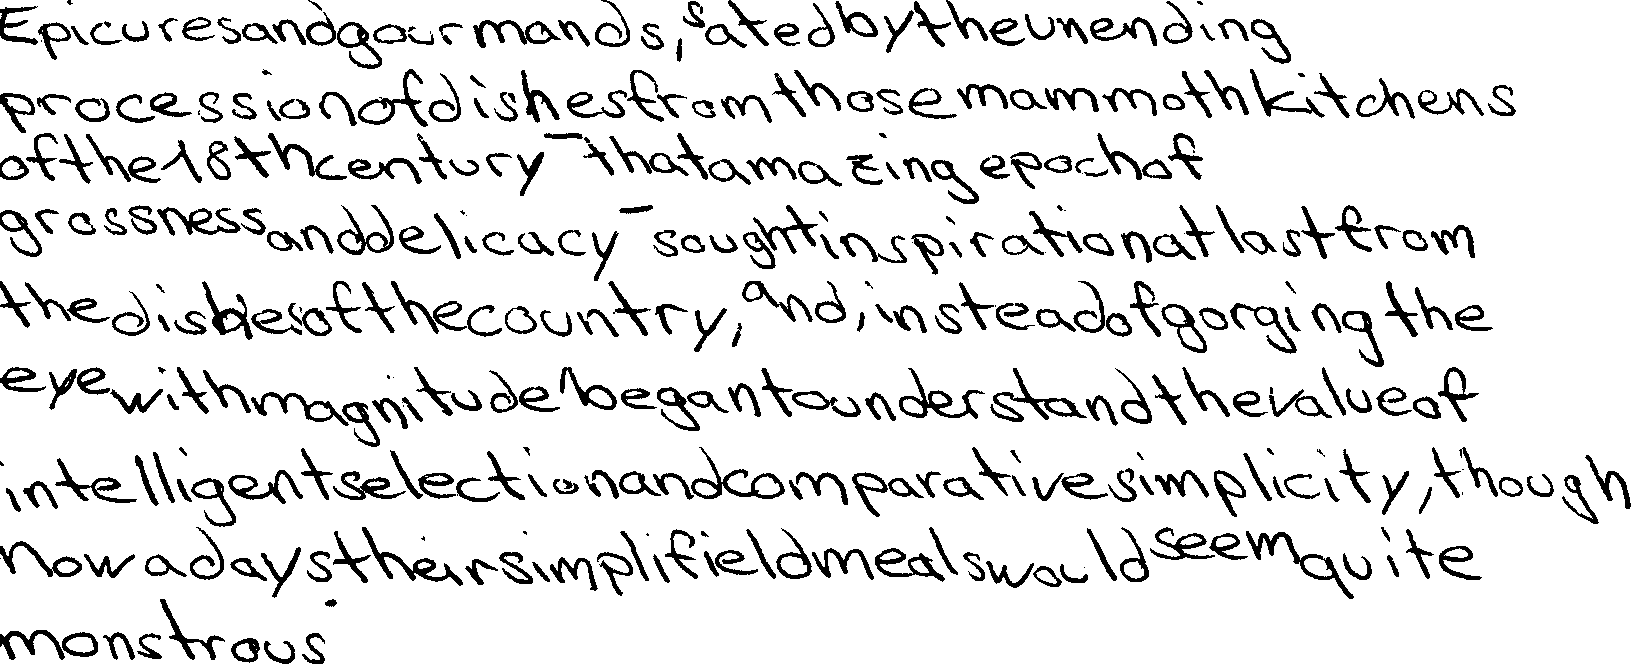 Epicures and gourmands, sated by the unending
procession of dishes from those mammoth kitchens
of the 18th century - that amazing epoch of
grossness and delicacy - sought inspiration at last from
the dishes of the country, and, instead of gorging the
eye with magnitude, began to understand the value of
intelligent selection and comparative simplicity, though
nowadays their simplifield meals would seem quite
monstrous.